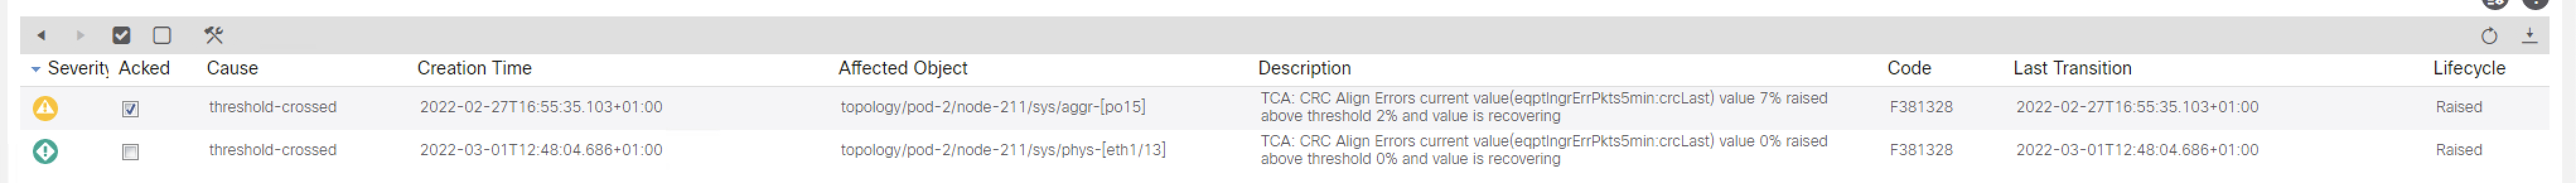 Severity Acked Cause Creation Time Affected Object Description Code Last Transition Lifecycle
threshold-crossed 2022-02-27T16:55:35.103+01:00 topology/pod-2/node-211/sys/aggr-[po15] TCA: CRC Align Errors current value(eqptIngrErrPkts5min:crcLast) value 7% raised F381328 2022-02-27T16:55:35.103+01:00 Raised
above threshold 2% and value is recovering
threshold-crossed 2022-03-01T12:48:04.686+01:00 topology/pod-2/node-211/sys/phys-[eth1/13] TCA: CRC Align Errors current value(eqptIngrErrPkts5min:crcLast) value 0% raised F381328 2022-03-01T12:48:04.686+01:00 Raised
above threshold 0% and value is recovering